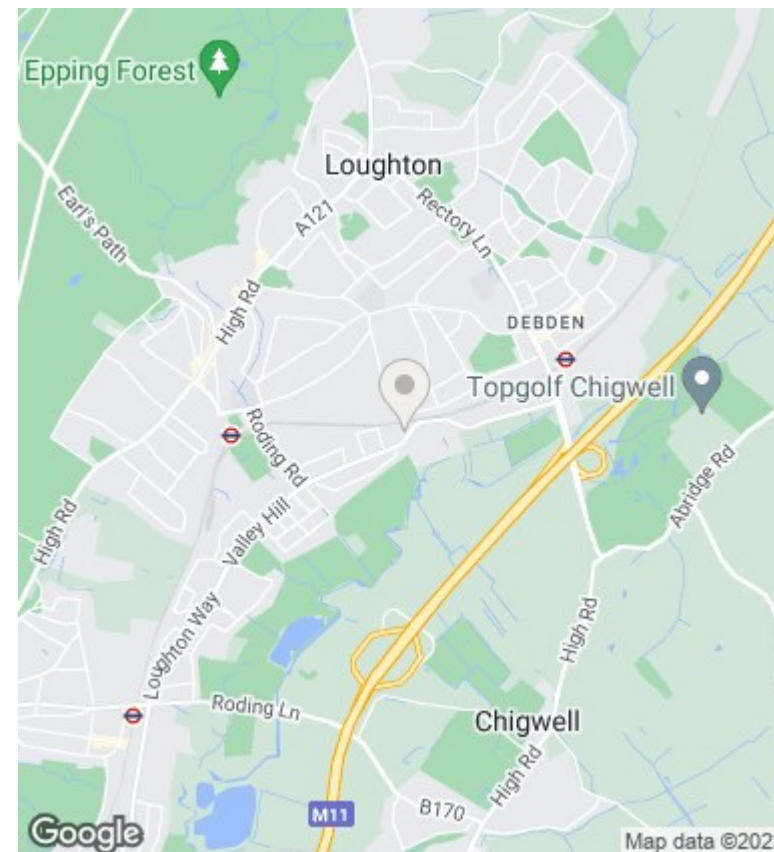 Epping Forest
Loughton
Earl's Path
A121
Rectory Ln
High Rd
DEBDEN
Topgolf Chigwell
Roding Rd
Abridge Rd
High Rd
Valley Hill
Loughton Way
High Rd
Roding Ln
Chigwell
High Rd
M11
B170
Google
Map data ©202